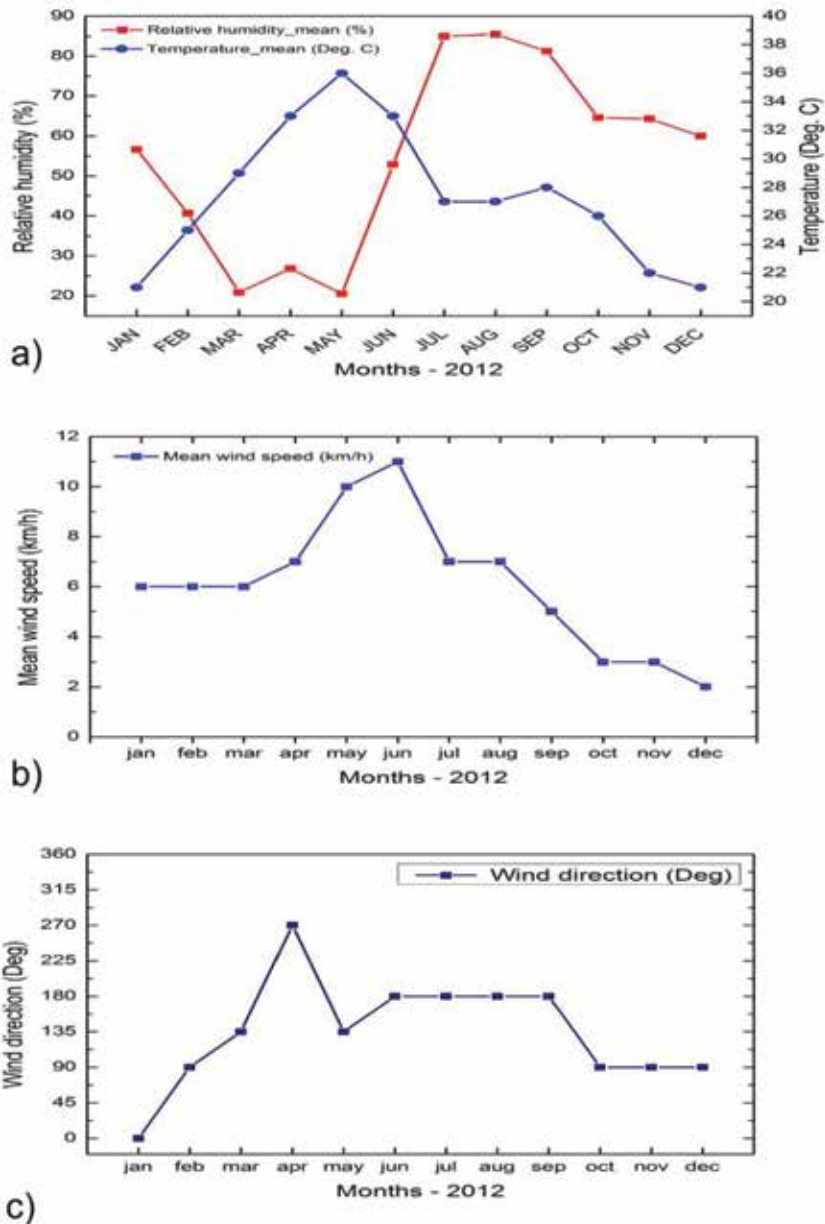 Relative humidity_mean (%)
Temperature_mean (Deg. C)
Relative humidity (%)
90
80
70
60
50
40
30
20
Temperature (Deg. C)
40
38
36
34
32
30
28
26
24
22
20
JAN FEB MAR APR MAY JUN JUL AUG SEP OCT NOV DEC
Months - 2012
a)
Mean wind speed (km/h)
Mean wind speed (km/h)
12
10
8
6
4
2
0
jan feb mar apr may jun jul aug sep oct nov dec
Months - 2012
b)
Wind direction (Deg)
Wind direction (Deg)
360
315
270
225
180
135
90
45
0
jan feb mar apr may jun jul aug sep oct nov dec
Months - 2012
c)